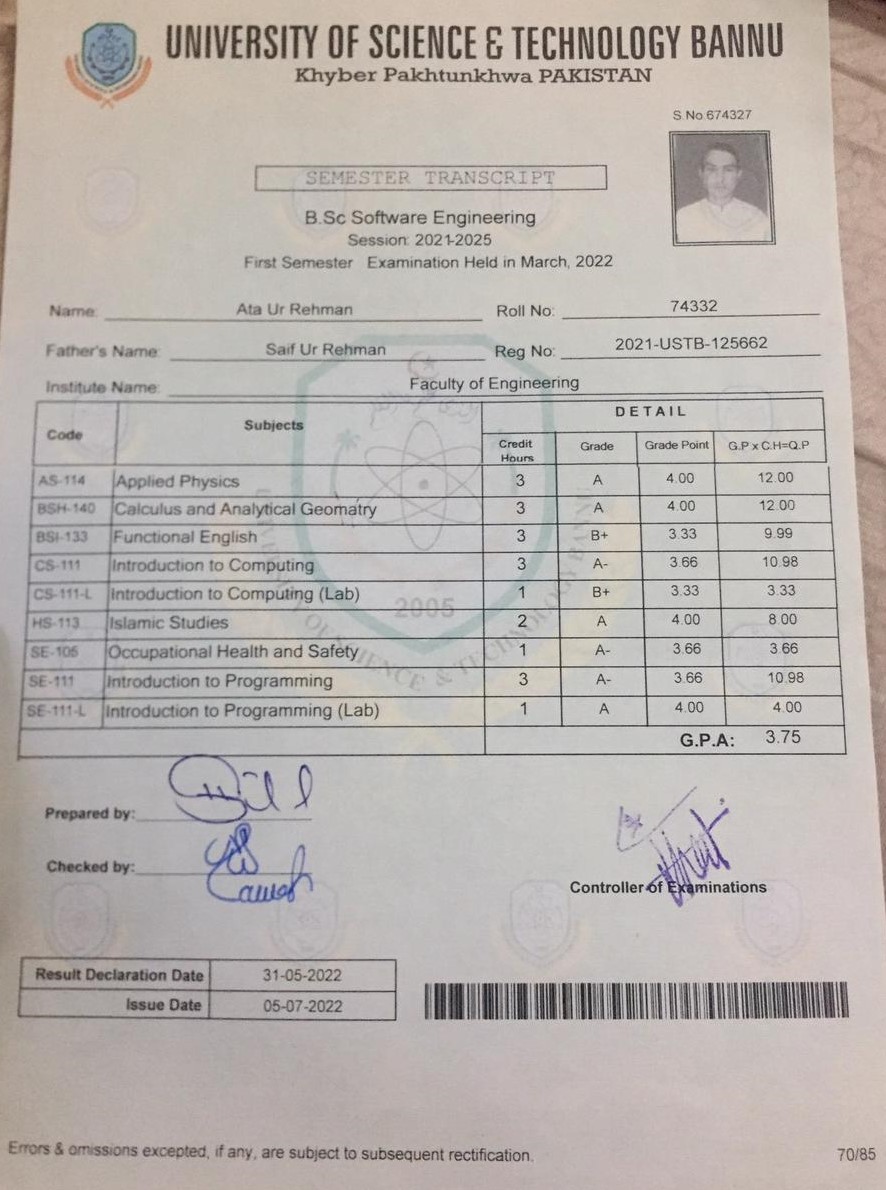 UNIVERSITY OF SCIENCE & TECHNOLOGY BANNU
Khyber Pakhtunkhwa PAKISTAN
S.No 674327
SEMESTER TRANSCRIPT
B.Sc Software Engineering
Session: 2021-2025
First Semester Examination Held in March, 2022
Name: Ata Ur Rehman Roll No: 74332
Father's Name: Saif Ur Rehman Reg No: 2021-USTB-125662
Institute Name: Faculty of Engineering
Code Subjects DETAIL
Credit Hours Grade Grade Point G.P x C.H=Q.P
AS-114 Applied Physics 3 A 4.00 12.00
BSH-140 Calculus and Analytical Geomatry 3 A 4.00 12.00
BSI-133 Functional English 3 B+ 3.33 9.99
CS-111 Introduction to Computing 3 A- 3.66 10.98
CS-111-L Introduction to Computing (Lab) 1 B+ 3.33 3.33
HS-113 Islamic Studies 2 A 4.00 8.00
SE-105 Occupational Health and Safety 1 A- 3.66 3.66
SE-111 Introduction to Programming 3 A- 3.66 10.98
SE-111-L Introduction to Programming (Lab) 1 A 4.00 4.00
G.P.A: 3.75
2005
UNIVERSITY OF SCIENCE & TECHNOLOGY BANNU
Prepared by:
Checked by:
Controller of Examinations
Result Declaration Date 31-05-2022
Issue Date 05-07-2022
Errors & omissions excepted, if any, are subject to subsequent rectification. 70/85